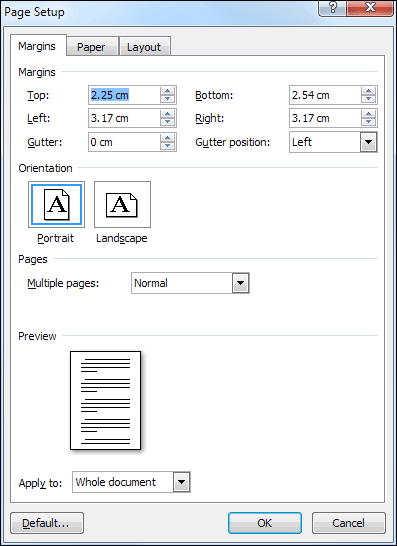 Page Setup
Margins Paper Layout
Margins
Top: 2.25 cm Bottom: 2.54 cm
Left: 3.17 cm Right: 3.17 cm
Gutter: 0 cm Gutter position: Left
Orientation
A A
Portrait Landscape
Pages
Multiple pages: Normal
Preview
Apply to: Whole document
Default... OK Cancel